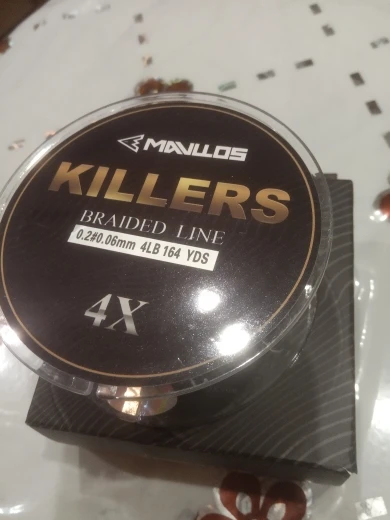 MAVLLOS
KILLERS
BRAIDED LINE
0.2#0.06mm 4LB 164 YDS
4X